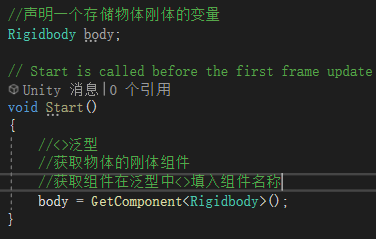 //声明一个存储物体刚体的变量
Rigidbody body;
// Start is called before the first frame update
Unity 消息|0 个引用
void Start()
{
//<>泛型
//获取物体的刚体组件
//获取组件在泛型中<>填入组件名称
body = GetComponent<Rigidbody>();
}